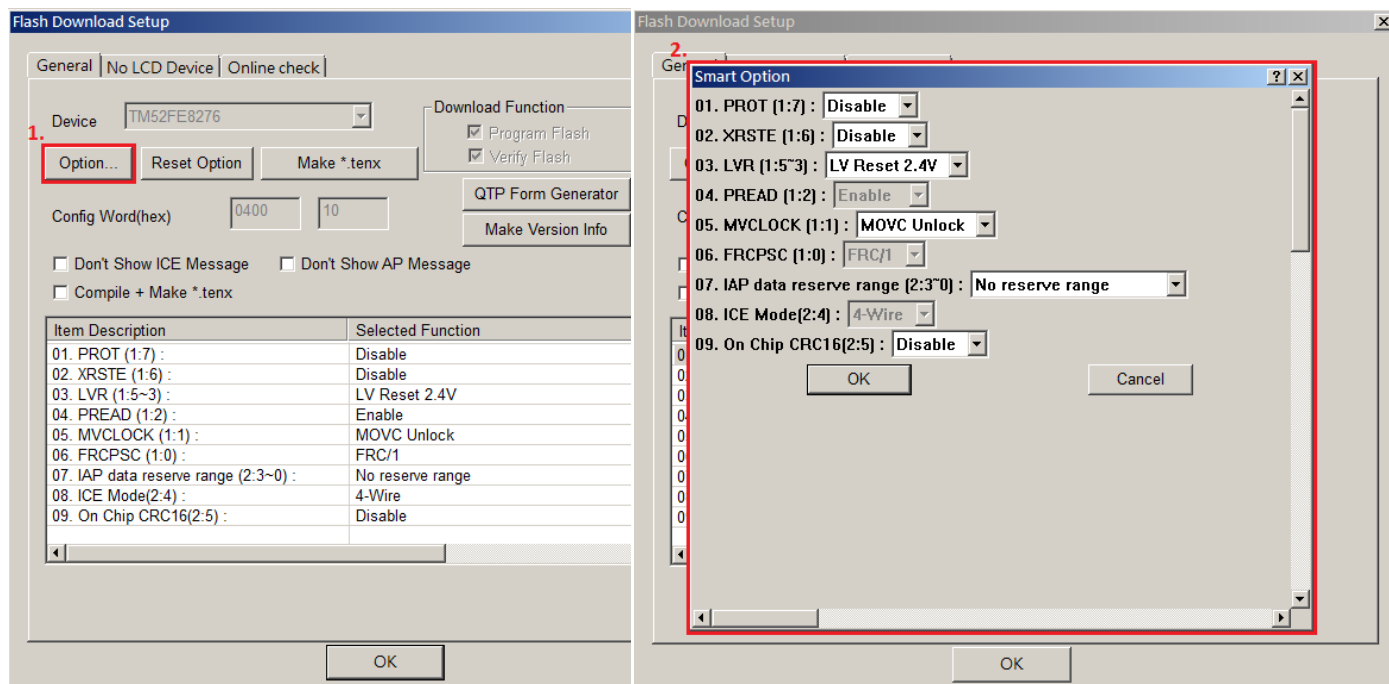 Flash Download Setup
General No LCD Device Online check
Device TM52FE8276
Download Function
Program Flash
Verify Flash
1.
Option... Reset Option Make *.tenx
QTP Form Generator
Config Word(hex) 0400 10
Make Version Info
Don't Show ICE Message Don't Show AP Message
Compile + Make *.tenx
Item Description Selected Function
01. PROT (1:7) : Disable
02. XRSTE (1:6) : Disable
03. LVR (1:5~3) : LV Reset 2.4V
04. PREAD (1:2) : Enable
05. MVCLOCK (1:1) : MOVC Unlock
06. FRCPSC (1:0) : FRC/1
07. IAP data reserve range (2:3~0) : No reserve range
08. ICE Mode(2:4) : 4-Wire
09. On Chip CRC16(2:5) : Disable
OK
Flash Download Setup
2.
Smart Option
01. PROT (1:7) : Disable
02. XRSTE (1:6) : Disable
03. LVR (1:5~3) : LV Reset 2.4V
04. PREAD (1:2) : Enable
05. MVCLOCK (1:1) : MOVC Unlock
06. FRCPSC (1:0) : FRC/1
07. IAP data reserve range (2:3~0) : No reserve range
08. ICE Mode(2:4) : 4-Wire
09. On Chip CRC16(2:5) : Disable
OK Cancel
OK